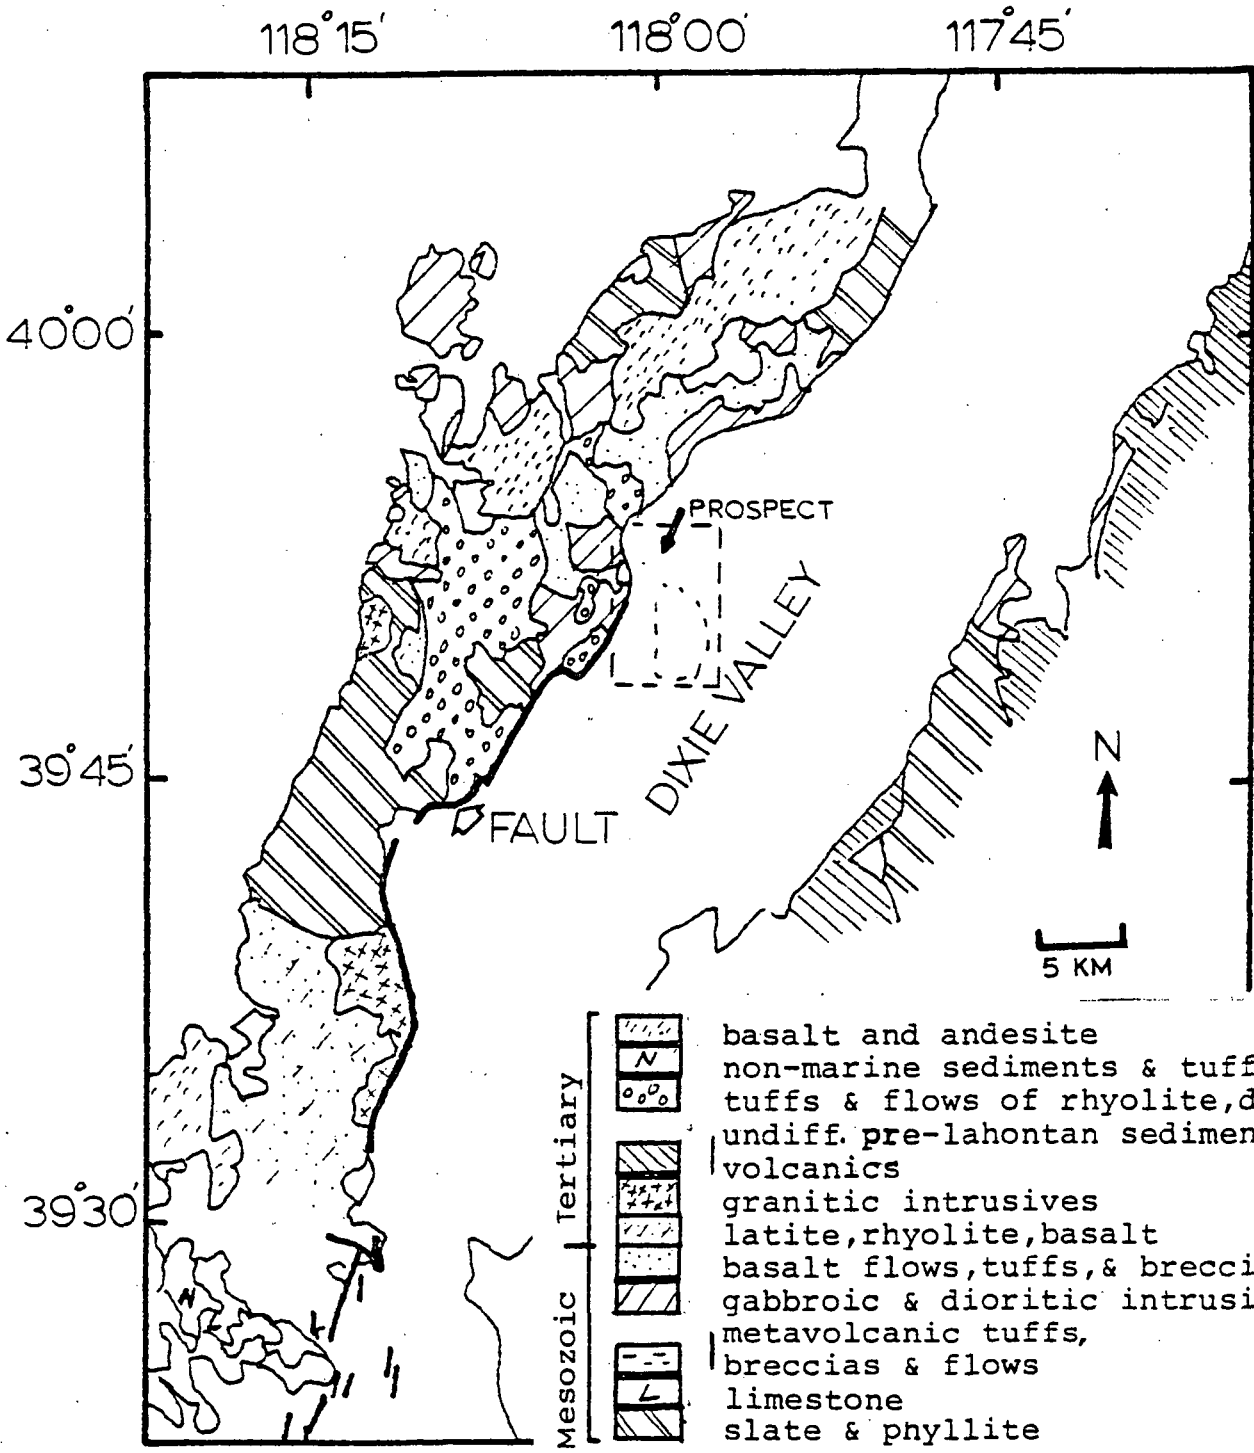 118°15′ 118°00′ 117°45′
40°00′
PROSPECT
DIXIE VALLEY
39°45′
FAULT
N
5 KM
Tertiary
basalt and andesite
N non-marine sediments & tuff
tuffs & flows of rhyolite, d
undiff. pre-lahontan sedimen
volcanics
granitic intrusives
latite, rhyolite, basalt
39°30′
Mesozoic
basalt flows, tuffs, & brecci
gabbroic & dioritic intrusi
metavolcanic tuffs,
breccias & flows
L limestone
slate & phyllite
N
L
L